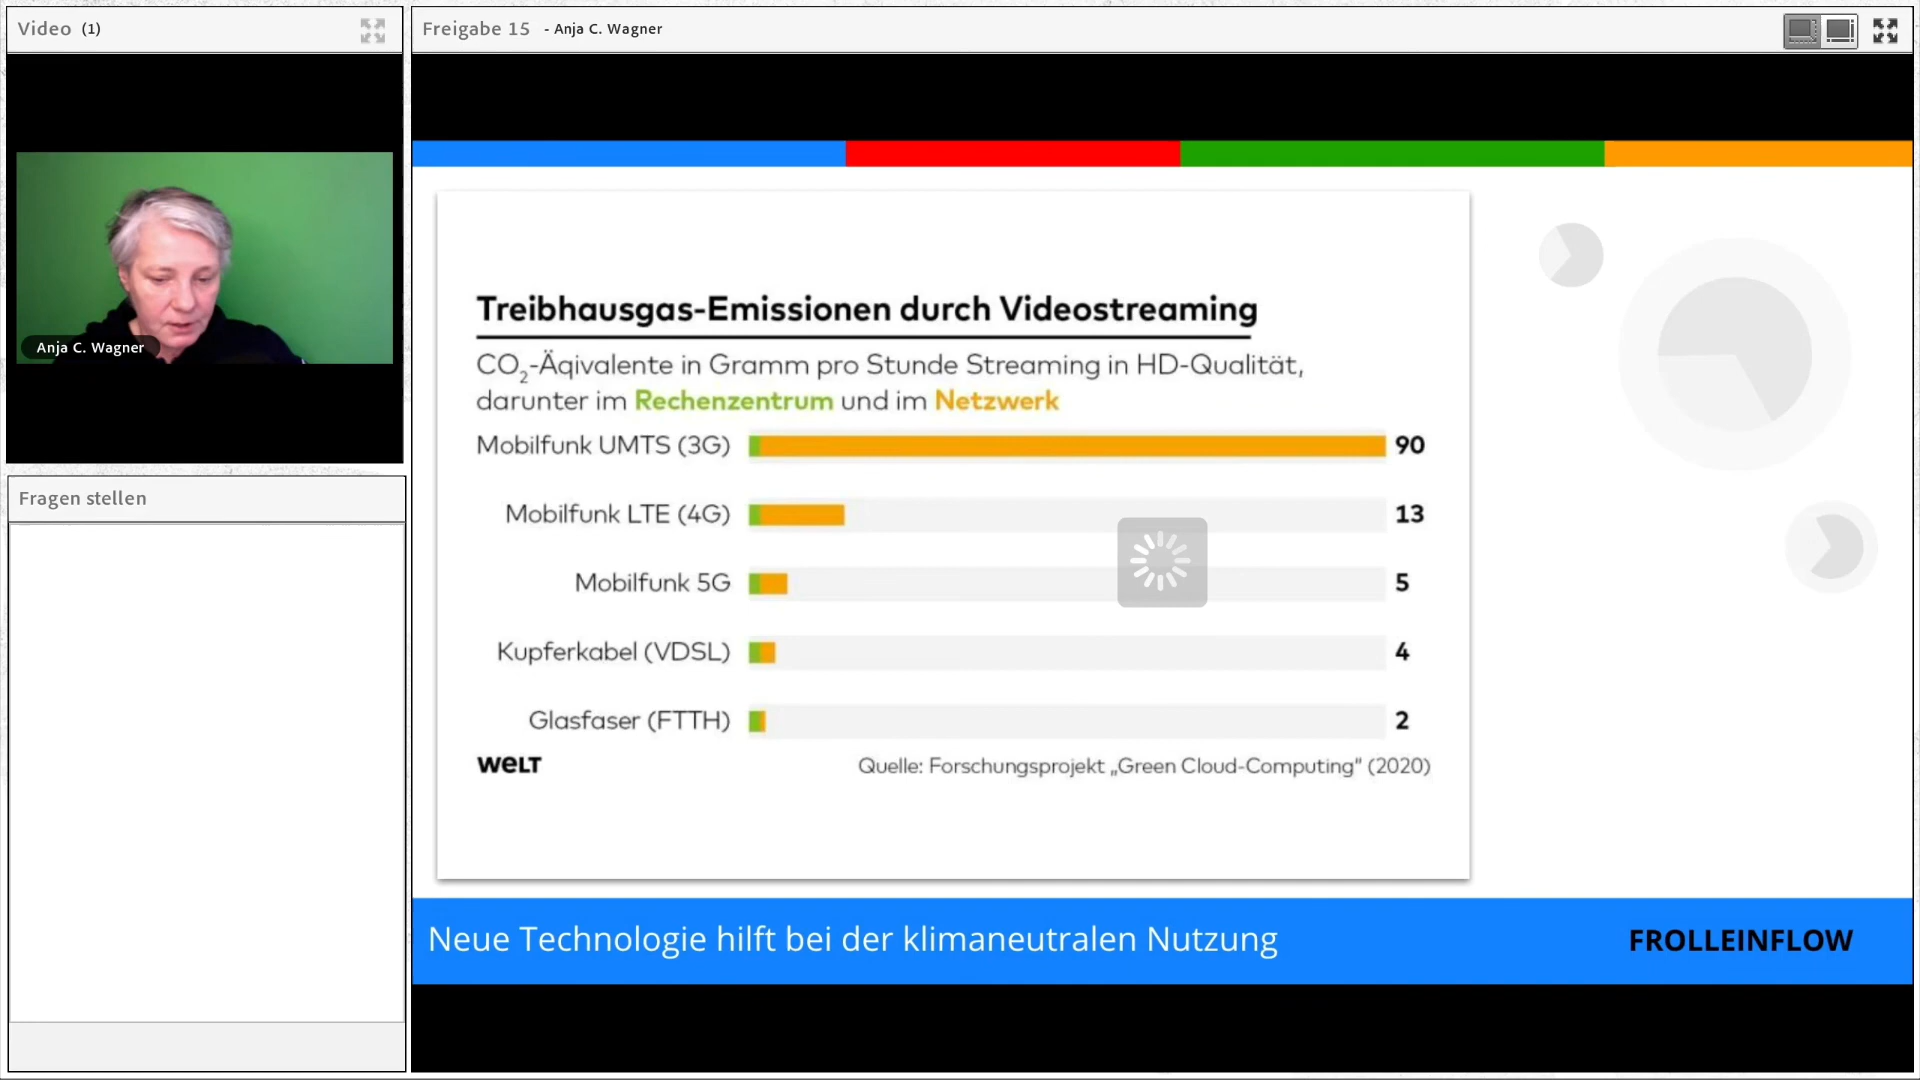 Video (1)
Anja C. Wagner
Fragen stellen
Freigabe 15 - Anja C. Wagner
Treibhausgas-Emissionen durch Videostreaming
CO2-Äqivalente in Gramm pro Stunde Streaming in HD-Qualität,
darunter im Rechenzentrum und im Netzwerk
Mobilfunk UMTS (3G) 90
Mobilfunk LTE (4G) 13
Mobilfunk 5G 5
Kupferkabel (VDSL) 4
Glasfaser (FTTH) 2
WELT Quelle: Forschungsprojekt „Green Cloud-Computing" (2020)
Neue Technologie hilft bei der klimaneutralen Nutzung FROLLEINFLOW